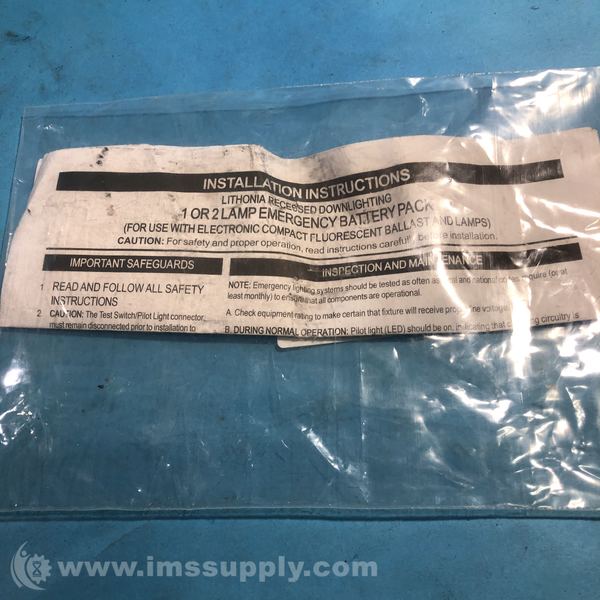 INSTALLATION INSTRUCTIONS
LITHONIA RECESSED DOWNLIGHTING
1 OR 2 LAMP EMERGENCY BATTERY PACK
(FOR USE WITH ELECTRONIC COMPACT FLUORESCENT BALLAST AND LAMPS)
CAUTION: For safety and proper operation, read instructions carefully before installation.
IMPORTANT SAFEGUARDS
1. READ AND FOLLOW ALL SAFETY
INSTRUCTIONS
2. CAUTION: The Test Switch/Pilot Light connector,
must remain disconnected prior to installation to
INSPECTION AND MAINTENANCE
NOTE: Emergency lighting systems should be tested as often as local and national codes require (or at
least monthly) to ensure that all components are operational.
A. Check equipment rating to make certain that fixture will receive proper line voltage
B. DURING NORMAL OPERATION: Pilot light (LED) should be on, indicating that charging circuitry is
www.imssupply.com